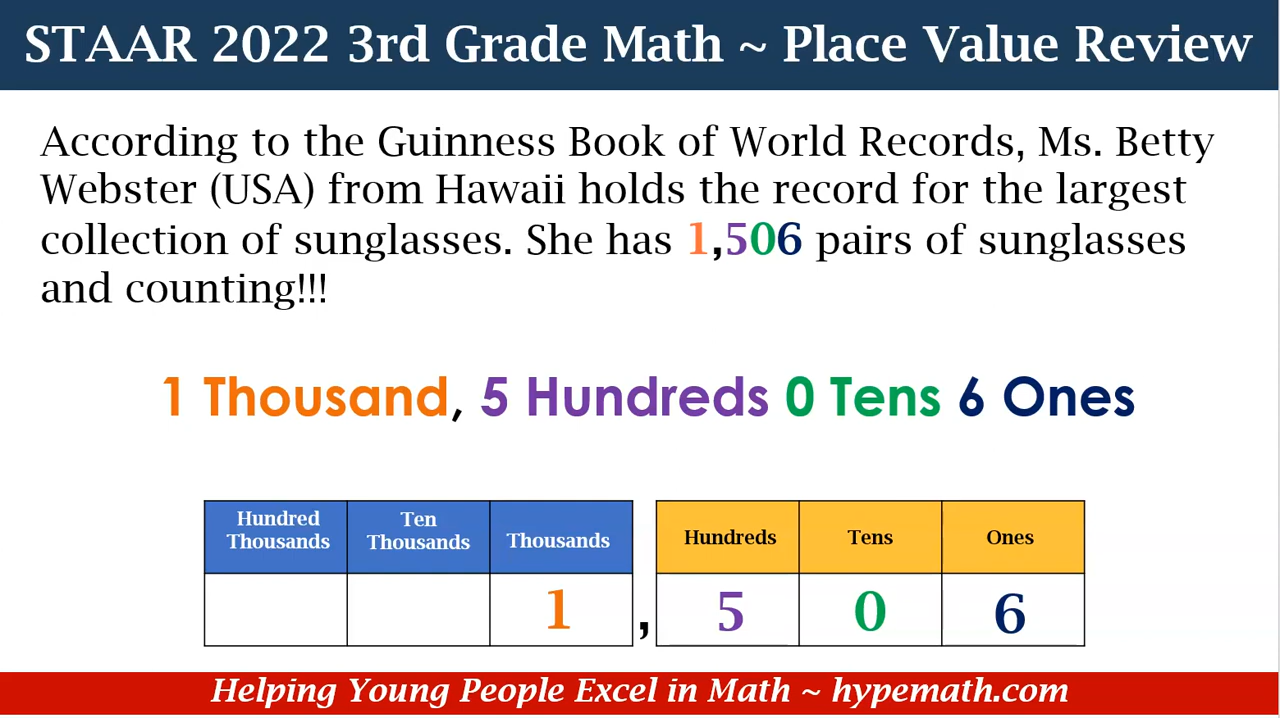 STAAR 2022 3rd Grade Math ~ Place Value Review
According to the Guinness Book of World Records, Ms. Betty
Webster (USA) from Hawaii holds the record for the largest
collection of sunglasses. She has 1,506 pairs of sunglasses
and counting!!!
1 Thousand, 5 Hundreds 0 Tens 6 Ones
Hundred Thousands Ten Thousands Thousands Hundreds Tens Ones
1 , 5 0 6
Helping Young People Excel in Math ~ hypemath.com